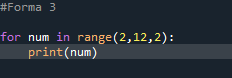 #Forma 3
for num in range(2,12,2):
    print(num)